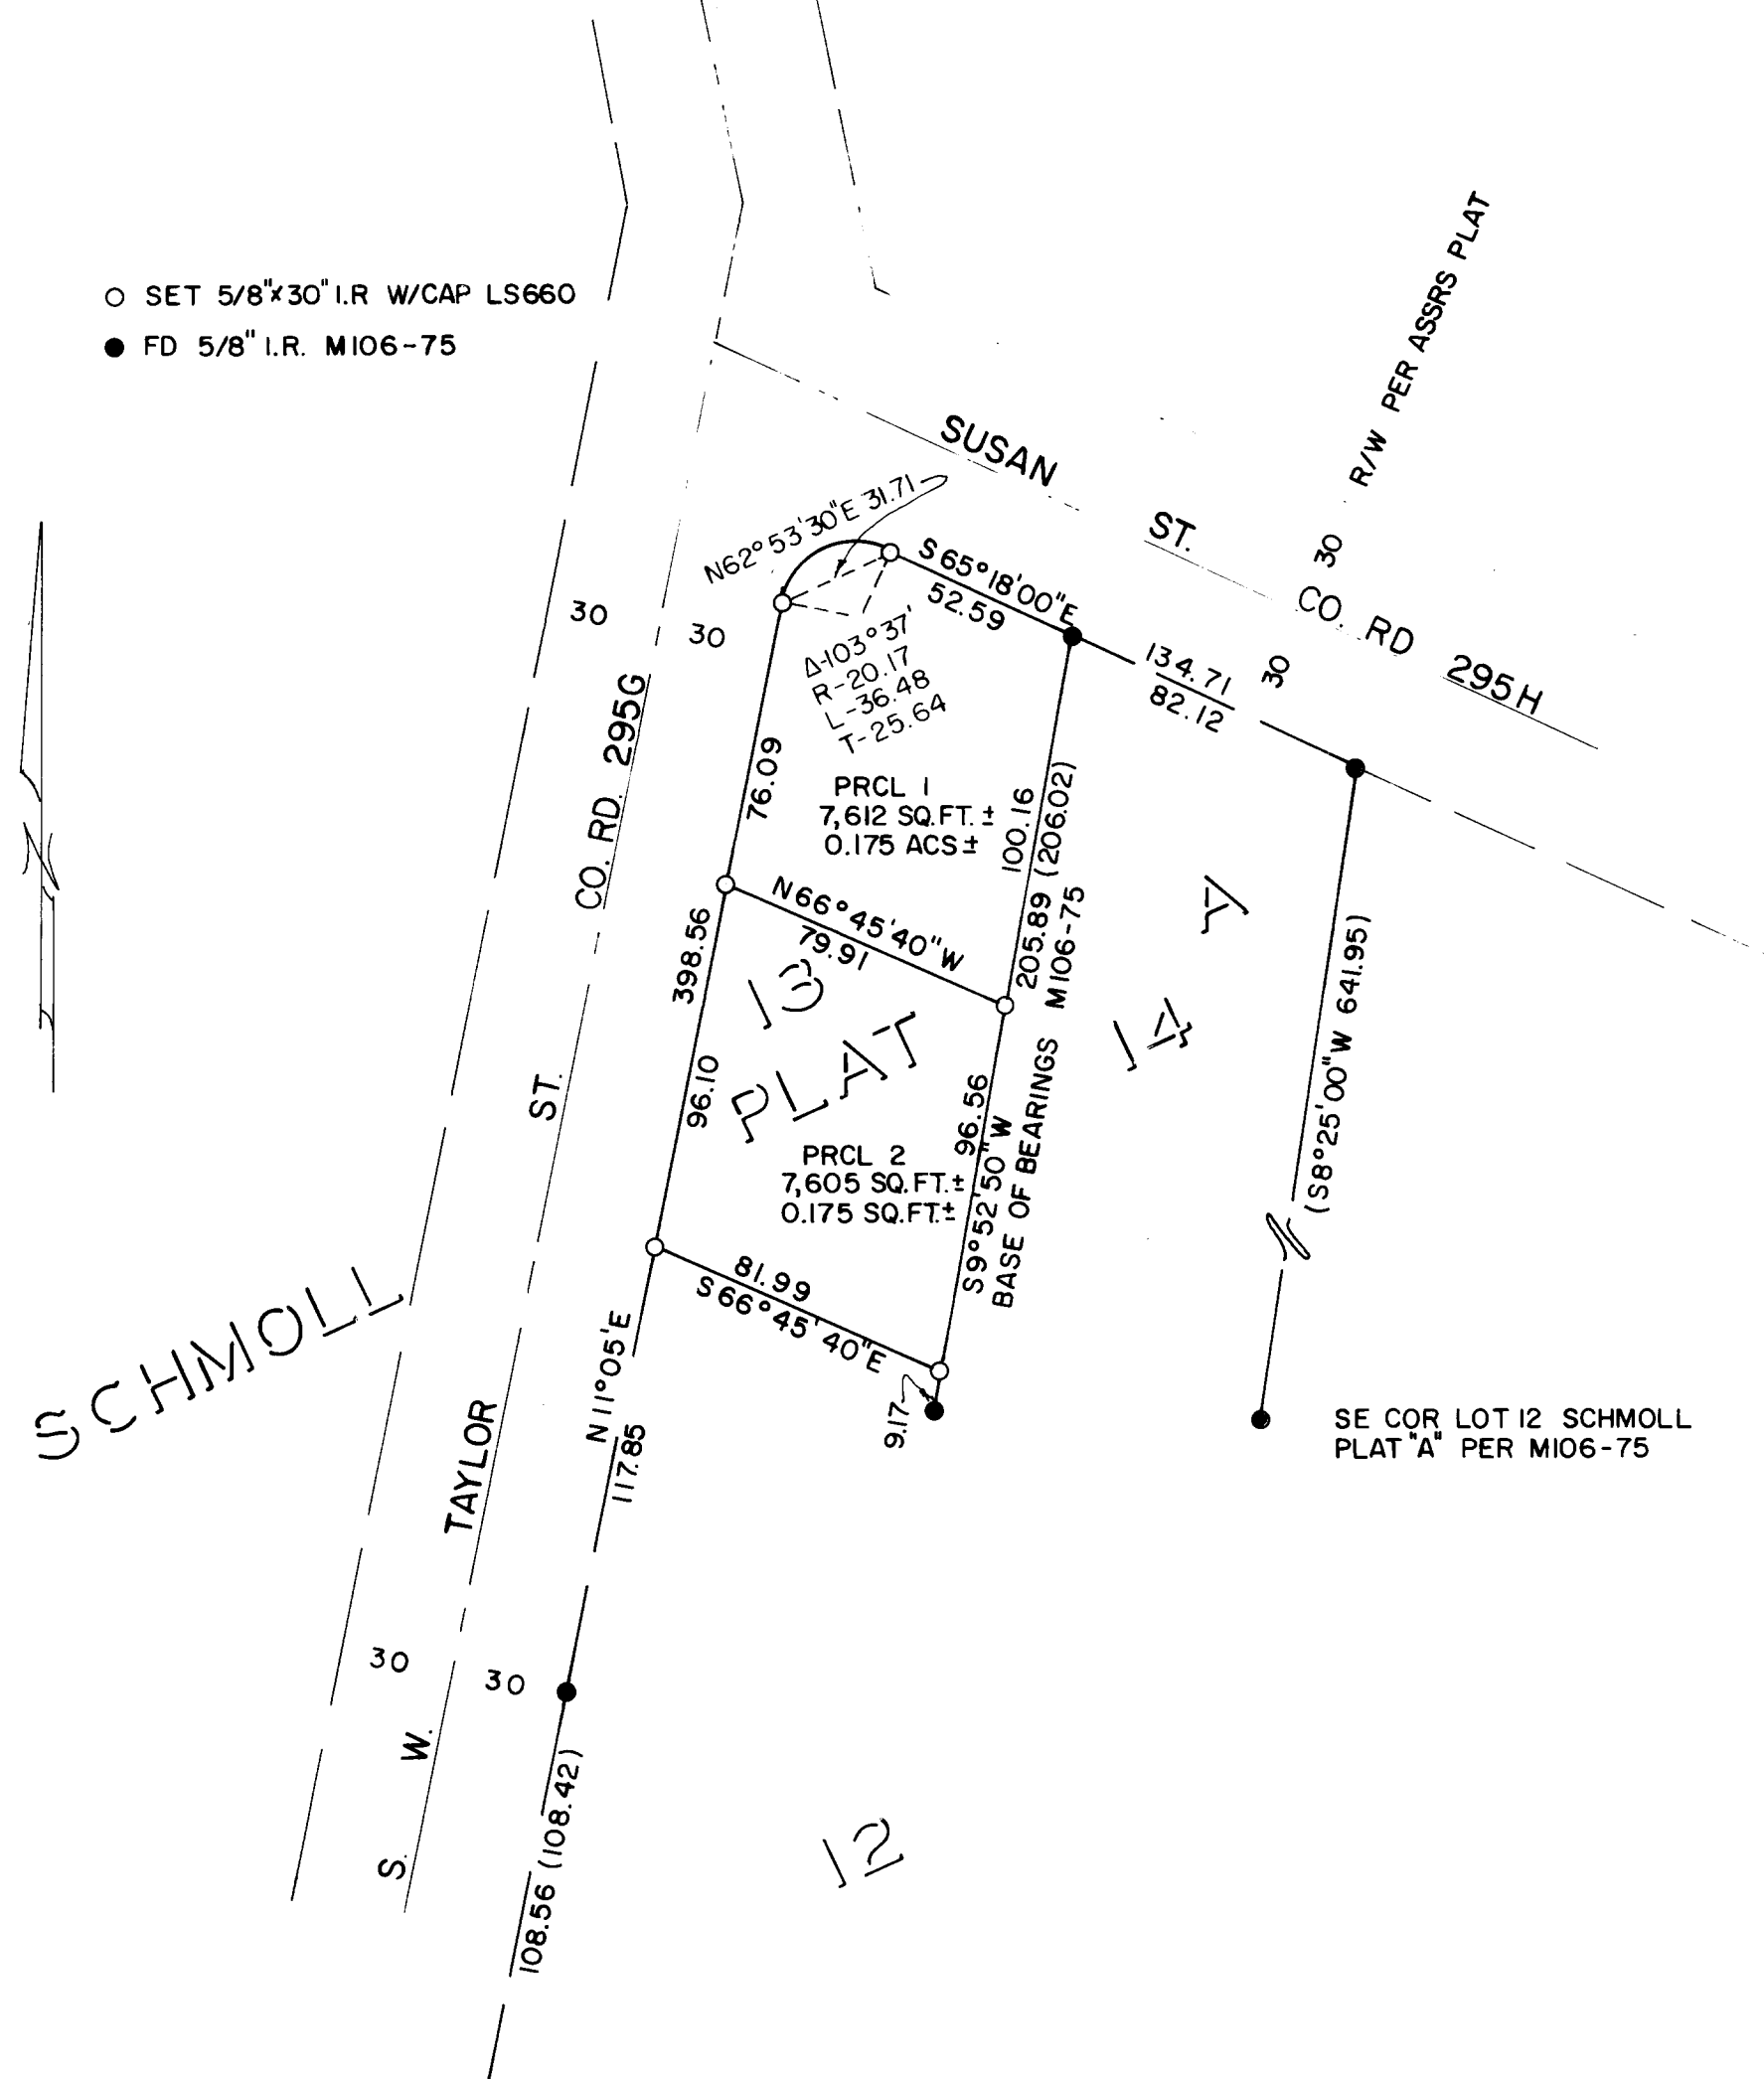 R/W PER ASSRS PLAT
SET 5/8"x30" I.R W/CAP LS660
FD 5/8" I.R. M106-75
SUSAN
ST.
30
CO. RD 295H
30
N62°53'30"E 31.71
S65°18'00"E
52.59
134.71
82.12
30
30
Δ-103°37'
R-20.17
L-36.48
T-25.64
CO. RD. 295G
76.09
PRCL 1
7,612 SQ.FT. ±
0.175 ACS ±
100.16
205.89 (206.02)
M106-75
N66°45'40"W
79.91
398.56
13
A
14
PLAT
96.10
96.56
S9°52'50"W
BASE OF BEARINGS
(S8°25'00"W 641.95)
ST.
PRCL 2
7,605 SQ.FT.±
0.175 SQ.FT.±
81.99
S66°45'40"E
SCHMOLL
N11°05'E
117.85
9.17
TAYLOR
SE COR LOT 12 SCHMOLL
PLAT "A" PER M106-75
30
30
W.
S.
108.56 (108.42)
12
N